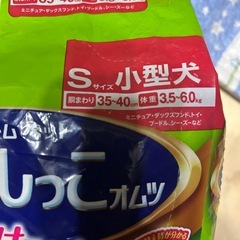 35~40
ミニチュア・ダックスフンド、トイ・
プードル、シー・ズーなど
Sサイズ 小型犬
胴まわり 35~40cm 体重 3.5~6.0kg
ミニチュア・ダックスフンド、トイ・
プードル、シー・ズーなど
ム
しっこオムツ